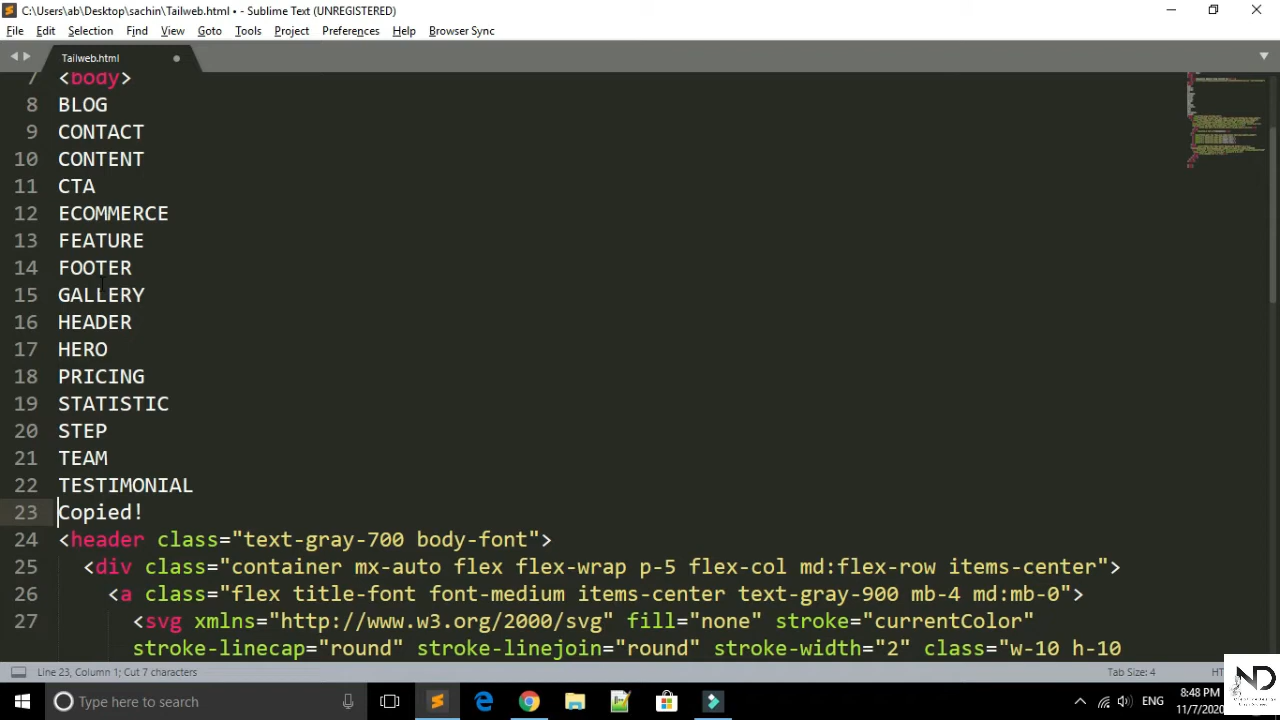 C:\Users\ab\Desktop\sachin\Tailweb.html • - Sublime Text (UNREGISTERED)
File Edit Selection Find View Goto Tools Project Preferences Help Browser Sync
Tailweb.html
7 <body>
8 BLOG
9 CONTACT
10 CONTENT
11 CTA
12 ECOMMERCE
13 FEATURE
14 FOOTER
15 GALLERY
16 HEADER
17 HERO
18 PRICING
19 STATISTIC
20 STEP
21 TEAM
22 TESTIMONIAL
23 Copied!
24 <header class="text-gray-700 body-font">
25 <div class="container mx-auto flex flex-wrap p-5 flex-col md:flex-row items-center">
26 <a class="flex title-font font-medium items-center text-gray-900 mb-4 md:mb-0">
27 <svg xmlns="http://www.w3.org/2000/svg" fill="none" stroke="currentColor"
stroke-linecap="round" stroke-linejoin="round" stroke-width="2" class="w-10 h-10
Line 23, Column 1; Cut 7 characters Tab Size: 4 HT
Type here to search ENG 8:48 PM
11/7/2020
ND